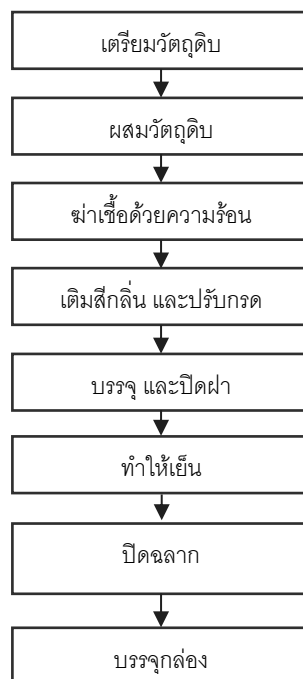 เตรียมวัตถุดิบ
ผสมวัตถุดิบ
ฆ่าเชื้อด้วยความร้อน
เติมสีกลิ่น และปรับกรด
บรรจุ และปิดฝา
ทำให้เย็น
ปิดฉลาก
บรรจุกล่อง